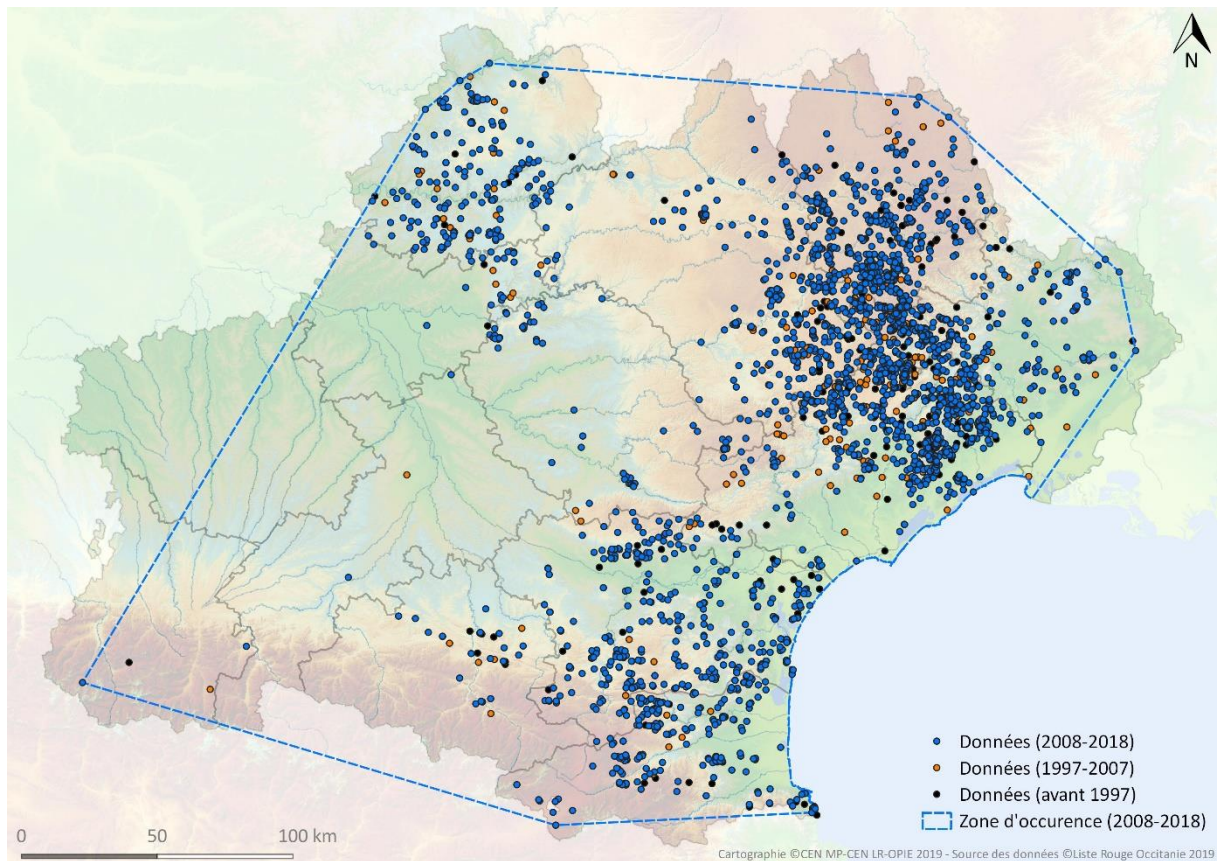 N
Données (2008-2018)
Données (1997-2007)
Données (avant 1997)
Zone d'occurence (2008-2018)
0 50 100 km
Cartographie ©CEN MP-CEN LR-OPIE 2019 - Source des données ©Liste Rouge Occitanie 2019